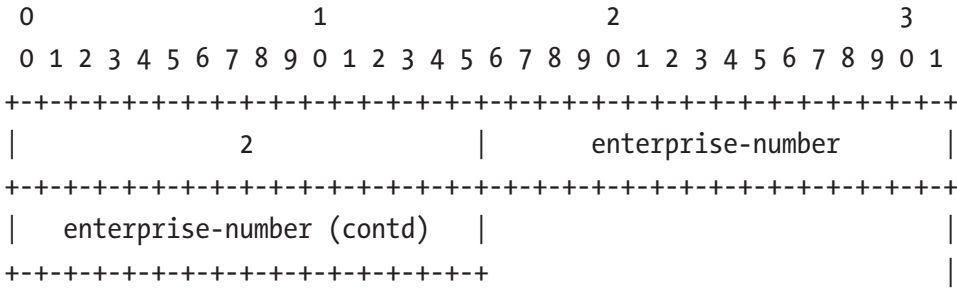 0                   1                   2                   3
0 1 2 3 4 5 6 7 8 9 0 1 2 3 4 5 6 7 8 9 0 1 2 3 4 5 6 7 8 9 0 1
+-+-+-+-+-+-+-+-+-+-+-+-+-+-+-+-+-+-+-+-+-+-+-+-+-+-+-+-+-+-+-+-+
|               2               |       enterprise-number       |
+-+-+-+-+-+-+-+-+-+-+-+-+-+-+-+-+-+-+-+-+-+-+-+-+-+-+-+-+-+-+-+-+
|   enterprise-number (contd)   |                               |
+-+-+-+-+-+-+-+-+-+-+-+-+-+-+-+-+                               |